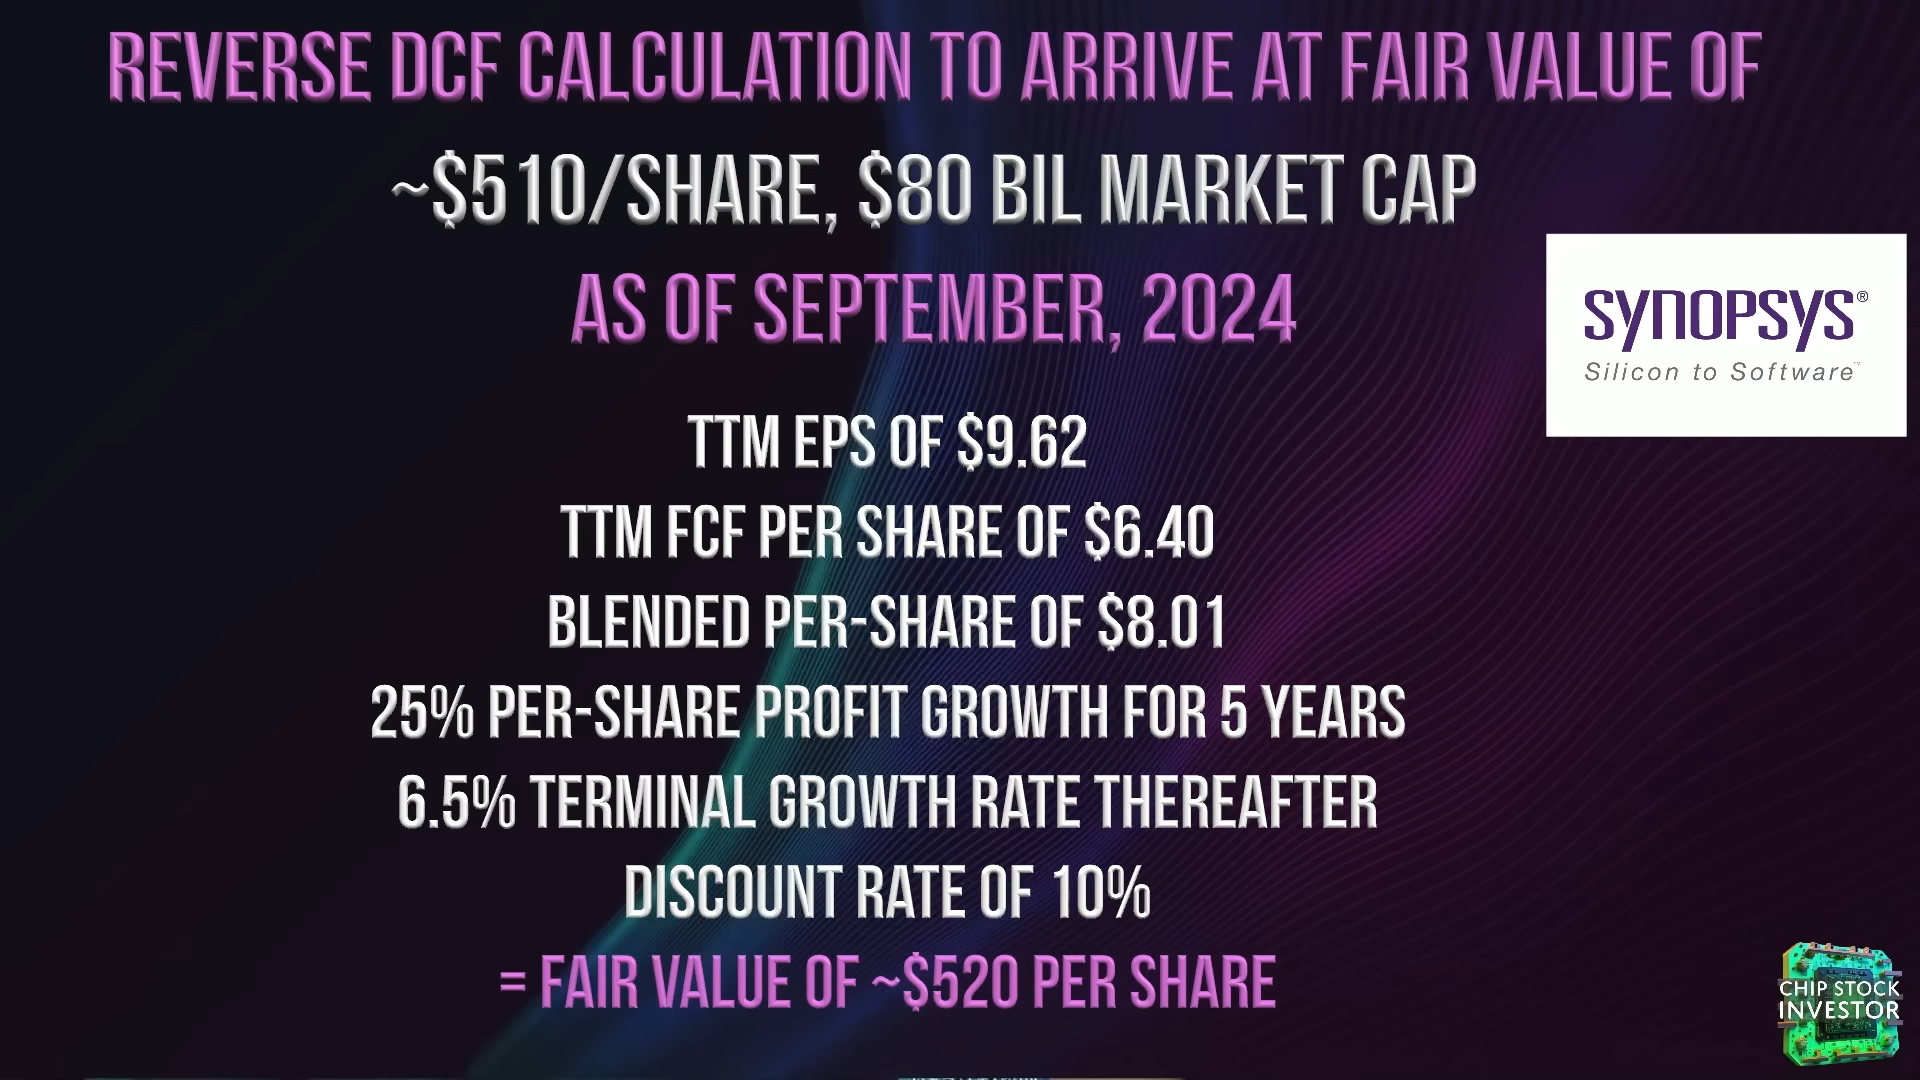 REVERSE DCF CALCULATION TO ARRIVE AT FAIR VALUE OF
~$510/SHARE, $80 BIL MARKET CAP
AS OF SEPTEMBER, 2024
SYNOPSYS®
Silicon to Software™
TTM EPS OF $9.62
TTM FCF PER SHARE OF $6.40
BLENDED PER-SHARE OF $8.01
25% PER-SHARE PROFIT GROWTH FOR 5 YEARS
6.5% TERMINAL GROWTH RATE THEREAFTER
DISCOUNT RATE OF 10%
= FAIR VALUE OF ~$520 PER SHARE
CHIP STOCK
INVESTOR